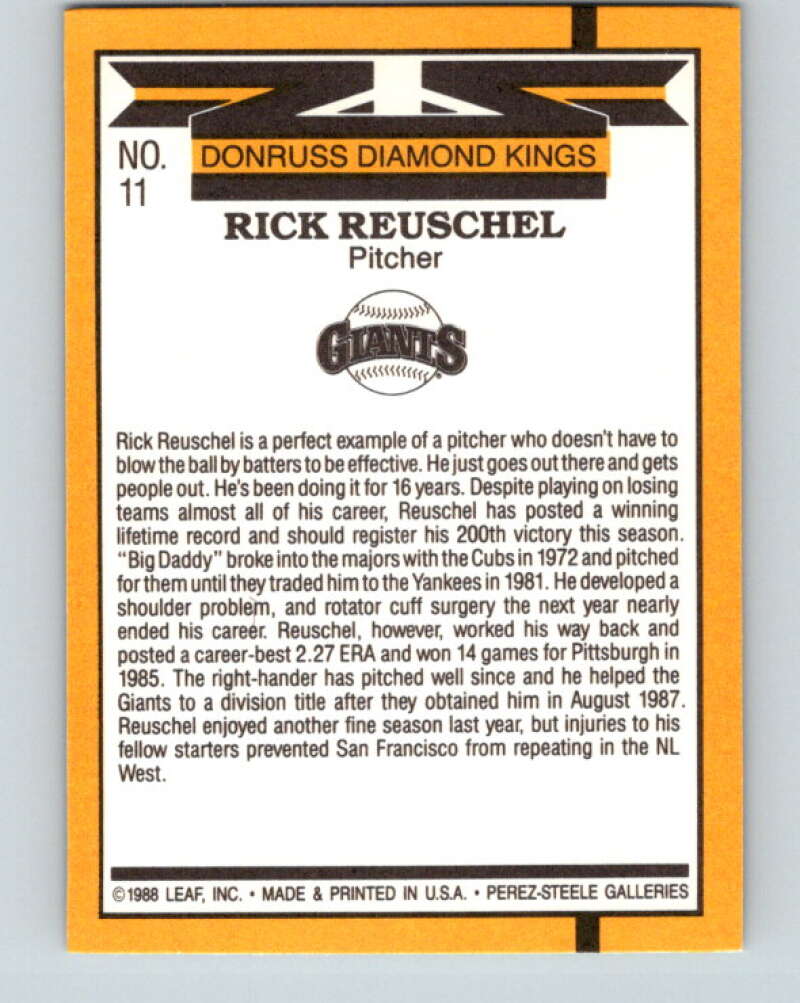 NO.
11
DONRUSS DIAMOND KINGS
RICK REUSCHEL
Pitcher
GIANTS
Rick Reuschel is a perfect example of a pitcher who doesn't have to
blow the ball by batters to be effective. He just goes out there and gets
people out. He's been doing it for 16 years. Despite playing on losing
teams almost all of his career, Reuschel has posted a winning
lifetime record and should register his 200th victory this season.
"Big Daddy" broke into the majors with the Cubs in 1972 and pitched
for them until they traded him to the Yankees in 1981. He developed a
shoulder problem, and rotator cuff surgery the next year nearly
ended his career. Reuschel, however, worked his way back and
posted a career-best 2.27 ERA and won 14 games for Pittsburgh in
1985. The right-hander has pitched well since and he helped the
Giants to a division title after they obtained him in August 1987.
Reuschel enjoyed another fine season last year, but injuries to his
fellow starters prevented San Francisco from repeating in the NL
West.
©1988 LEAF, INC. • MADE & PRINTED IN U.S.A. • PEREZ-STEELE GALLERIES